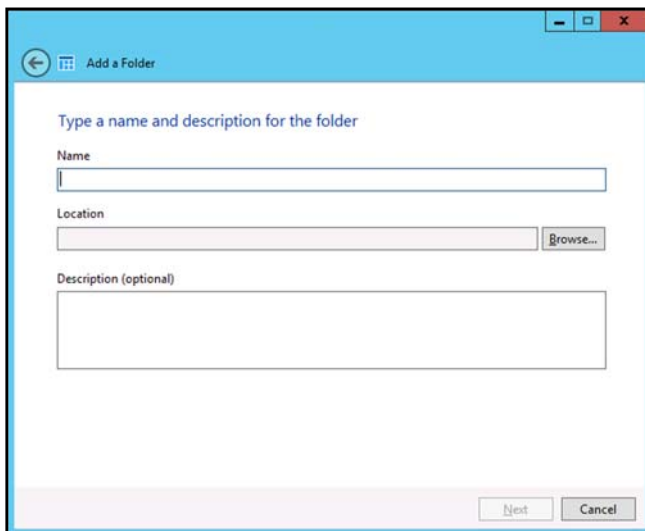 Add a Folder
Type a name and description for the folder
Name
Location
Browse...
Description (optional)
Next
Cancel